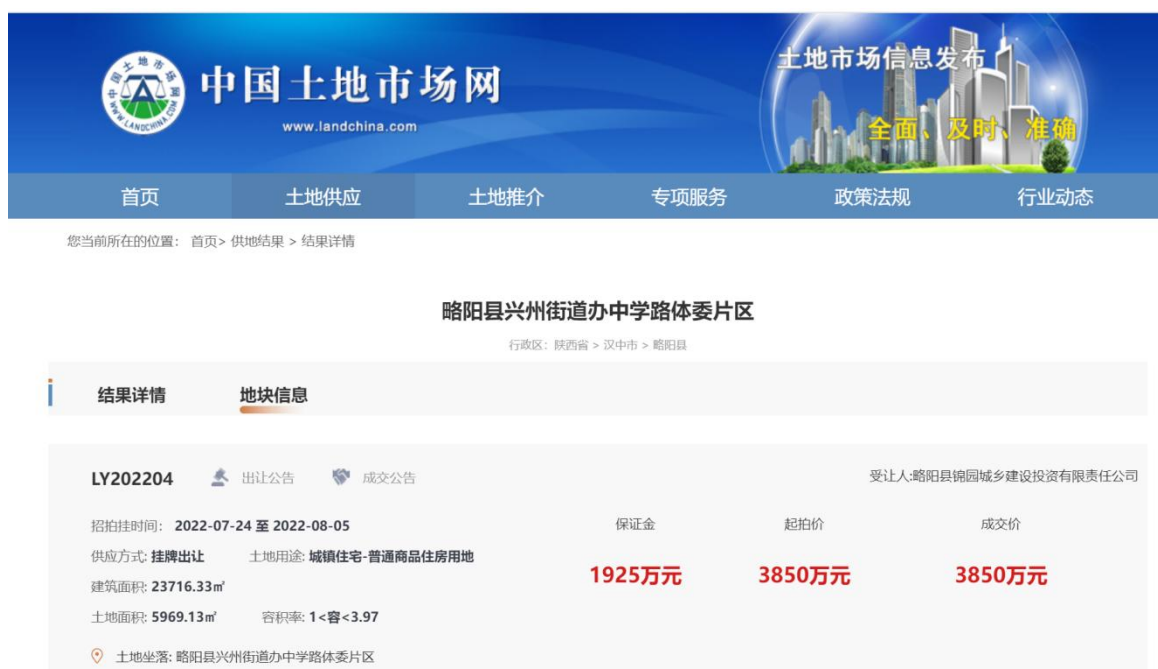 中国土地市场网
WWW.LANDCHINA.COM
中国土地市场网
www.landchina.com
土地市场信息发布
全面、及时、准确
首页 土地供应 土地推介 专项服务 政策法规 行业动态
您当前所在的位置： 首页> 供地结果 > 结果详情
略阳县兴州街道办中学路体委片区
行政区：陕西省 > 汉中市 > 略阳县
结果详情 地块信息
LY202204 出让公告 成交公告 受让人:略阳县锦园城乡建设投资有限责任公司
招拍挂时间： 2022-07-24 至 2022-08-05 保证金 起拍价 成交价
供应方式: 挂牌出让 土地用途: 城镇住宅-普通商品住房用地
1925万元 3850万元 3850万元
建筑面积: 23716.33㎡
土地面积: 5969.13㎡ 容积率: 1<容<3.97
土地坐落: 略阳县兴州街道办中学路体委片区